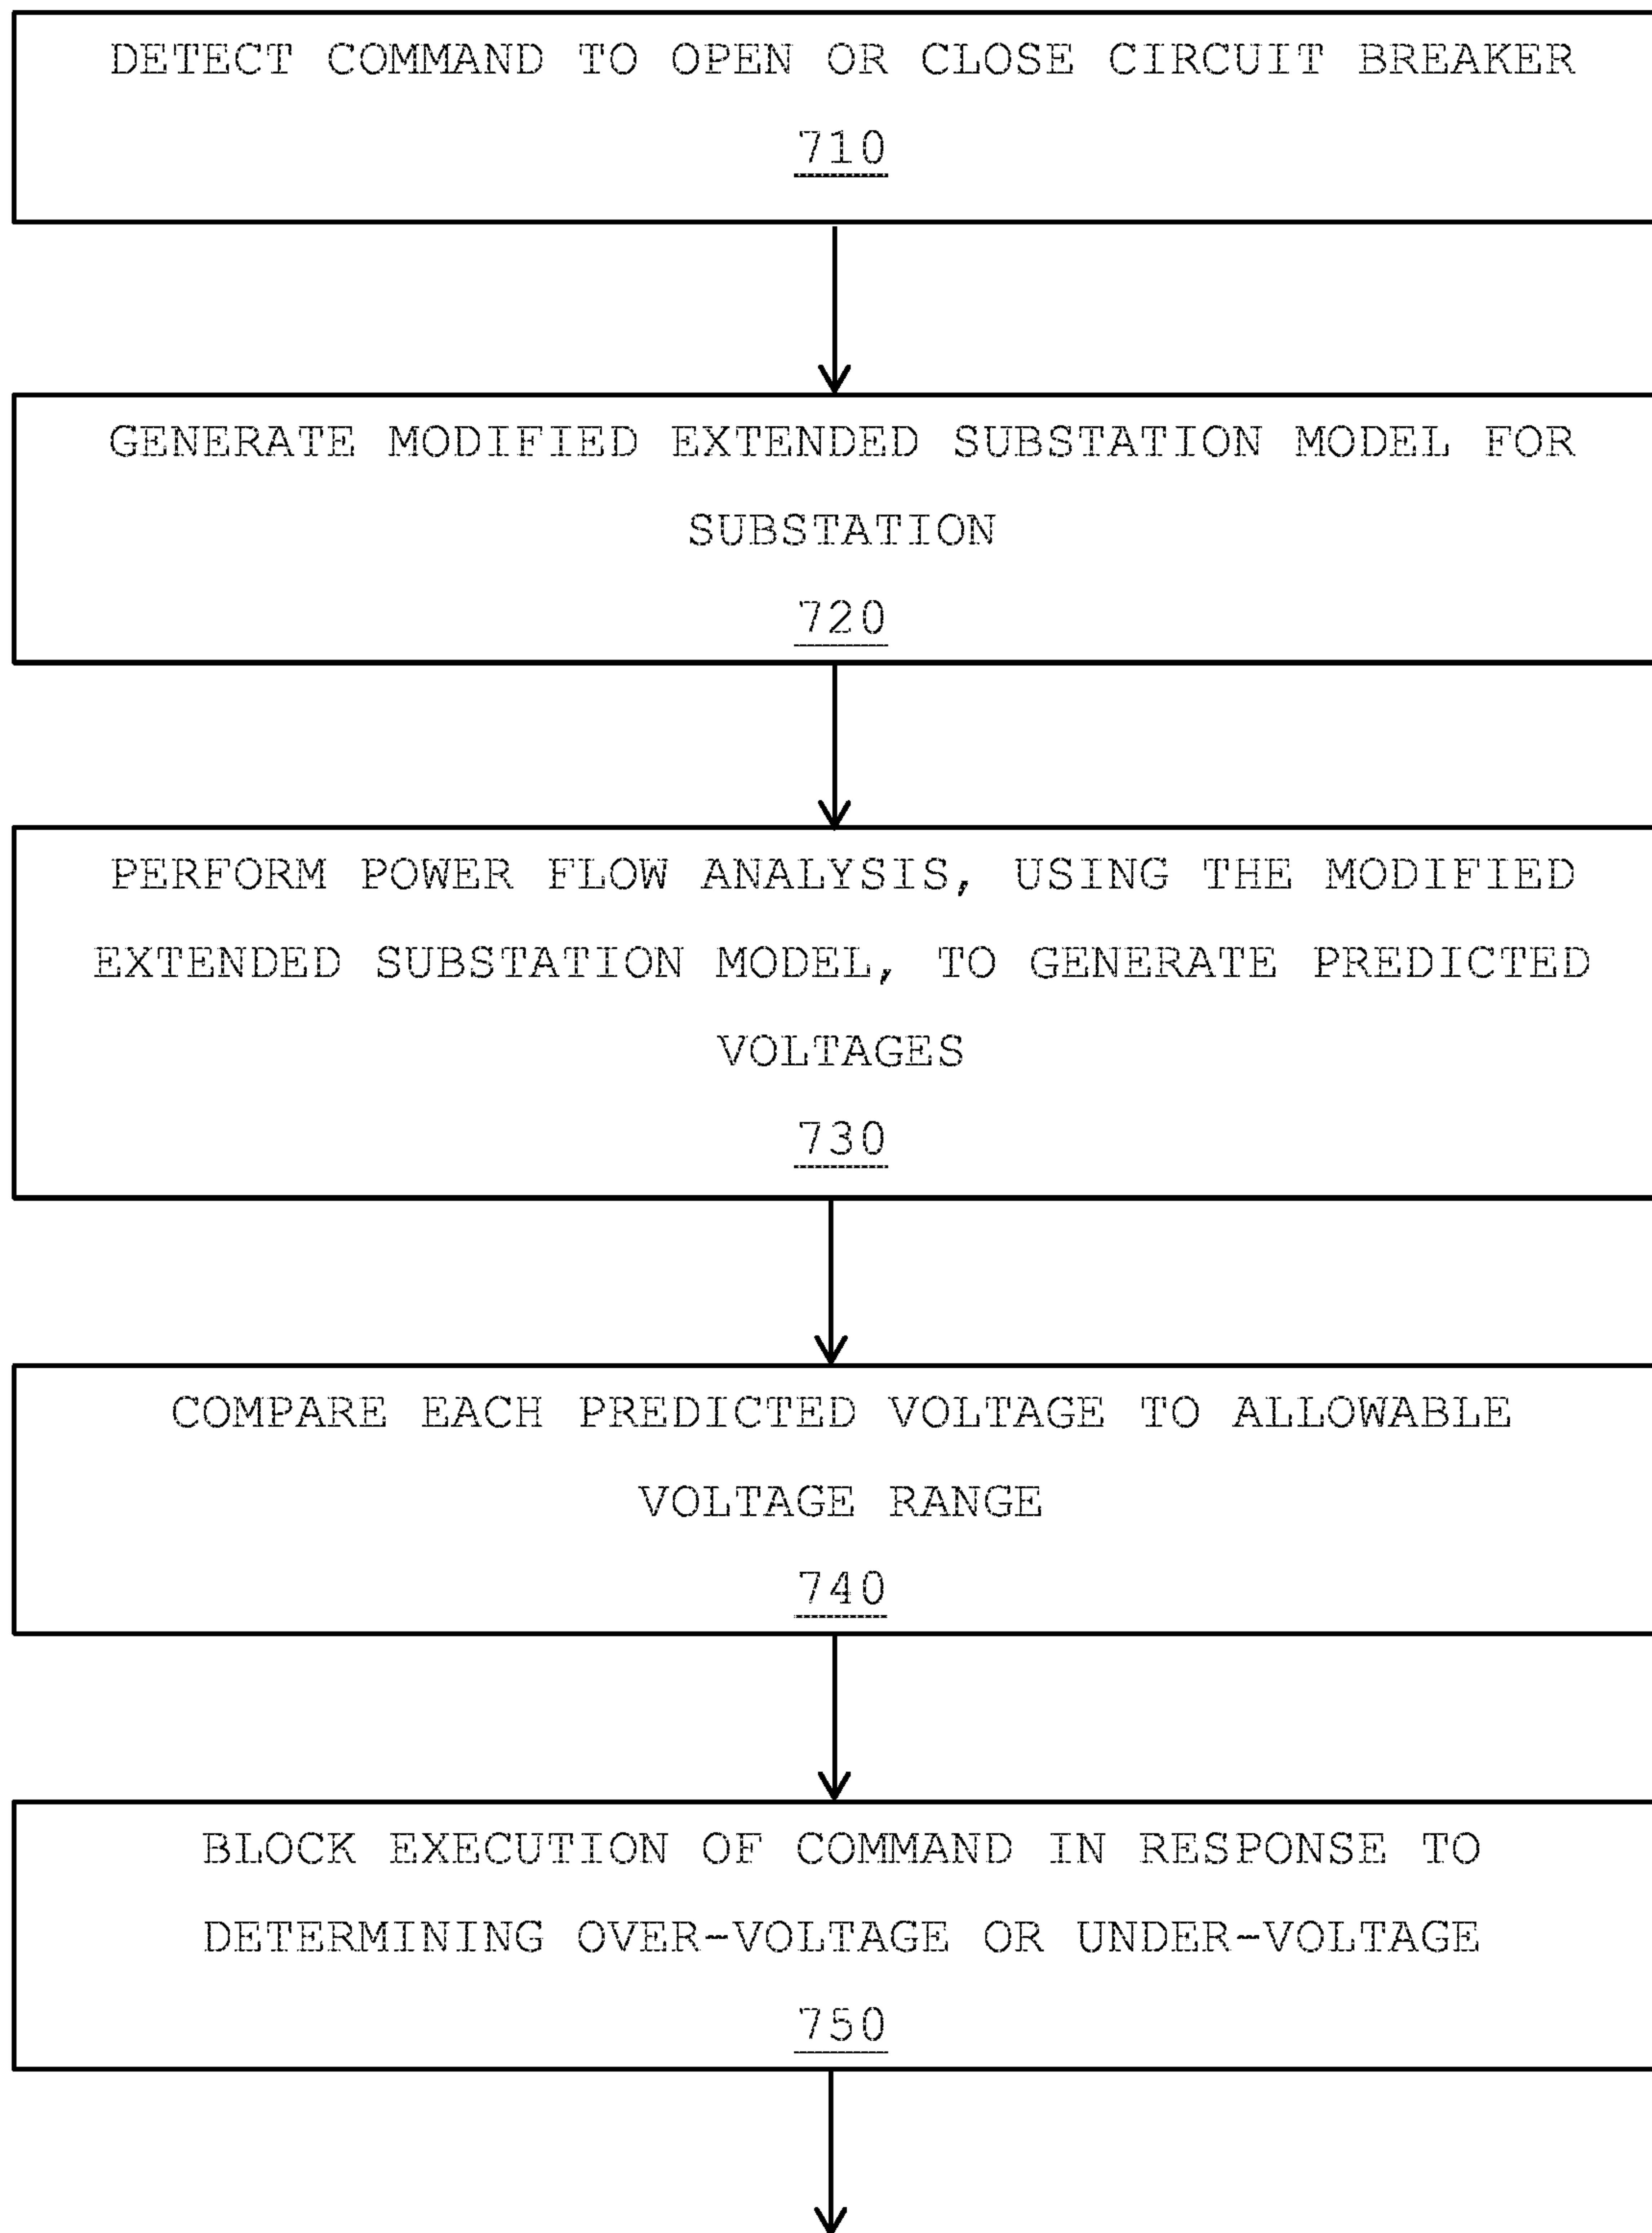 DETECT COMMAND TO OPEN OR CLOSE CIRCUIT BREAKER
710
GENERATE MODIFIED EXTENDED SUBSTATION MODEL FOR
SUBSTATION
720
PERFORM POWER FLOW ANALYSIS, USING THE MODIFIED
EXTENDED SUBSTATION MODEL, TO GENERATE PREDICTED
VOLTAGES
730
COMPARE EACH PREDICTED VOLTAGE TO ALLOWABLE
VOLTAGE RANGE
740
BLOCK EXECUTION OF COMMAND IN RESPONSE TO
DETERMINING OVER-VOLTAGE OR UNDER-VOLTAGE
750